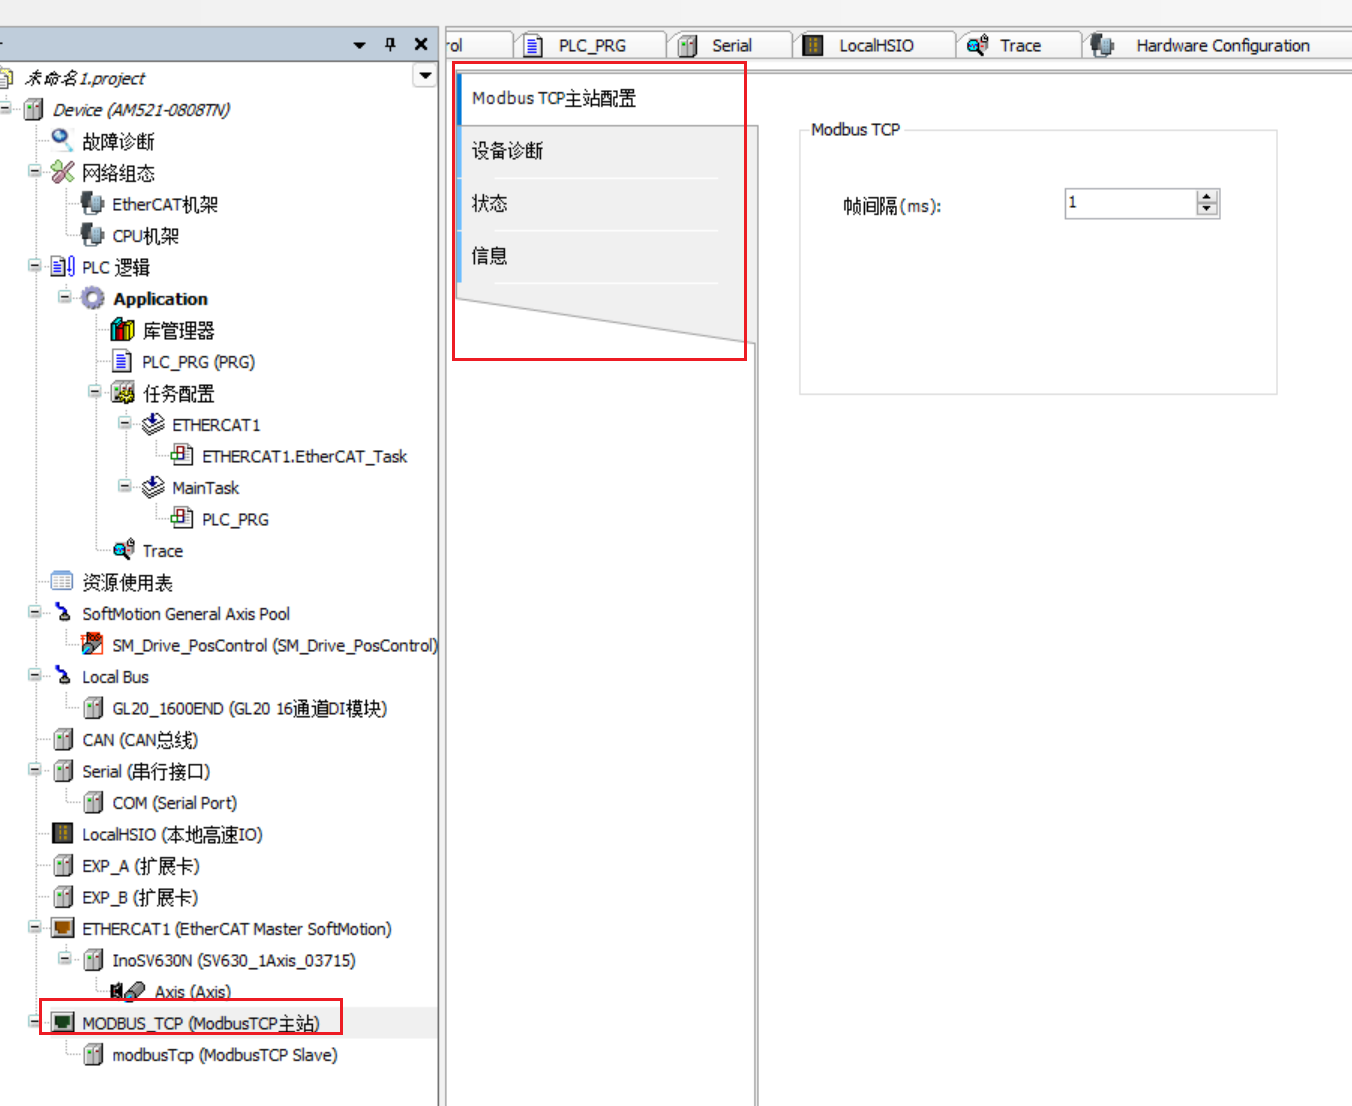 rol
PLC_PRG
Serial
LocalHSIO
Trace
Hardware Configuration
未命名1.project
Device (AM521-0808TN)
故障诊断
网络组态
EtherCAT机架
CPU机架
PLC 逻辑
Application
库管理器
PLC_PRG (PRG)
任务配置
ETHERCAT1
ETHERCAT1.EtherCAT_Task
MainTask
PLC_PRG
Trace
资源使用表
SoftMotion General Axis Pool
SM_Drive_PosControl (SM_Drive_PosControl)
Local Bus
GL20_1600END (GL20 16通道DI模块)
CAN (CAN总线)
Serial (串行接口)
COM (Serial Port)
LocalHSIO (本地高速IO)
EXP_A (扩展卡)
EXP_B (扩展卡)
ETHERCAT1 (EtherCAT Master SoftMotion)
InoSV630N (SV630_1Axis_03715)
Axis (Axis)
MODBUS_TCP (ModbusTCP主站)
modbusTcp (ModbusTCP Slave)
Modbus TCP主站配置
设备诊断
状态
信息
Modbus TCP
帧间隔(ms):
1